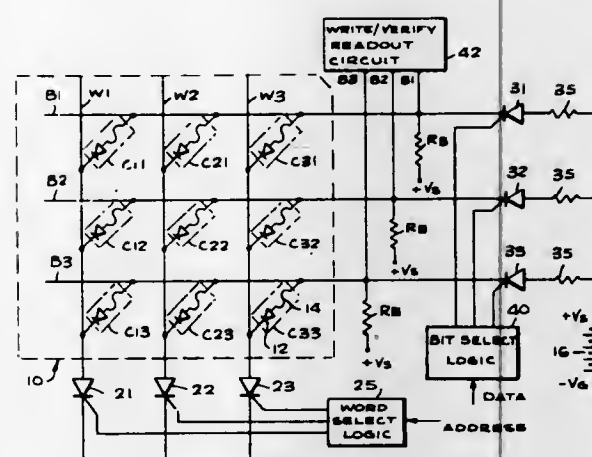 WRITE/VERIFY
READOUT
CIRCUIT
42
B3 B2 B1
W1 W2 W3
31 35
B1
C11 C21 C31
RB
+VS
B2
32 35
C12 C22 C32
RB
+VS
B3
33 35
14
C13 C23 C33
12
RB
+VS
40
BIT SELECT
LOGIC
+VS
16
-VG
10
21 22 23
25
WORD
SELECT
LOGIC
DATA
ADDRESS